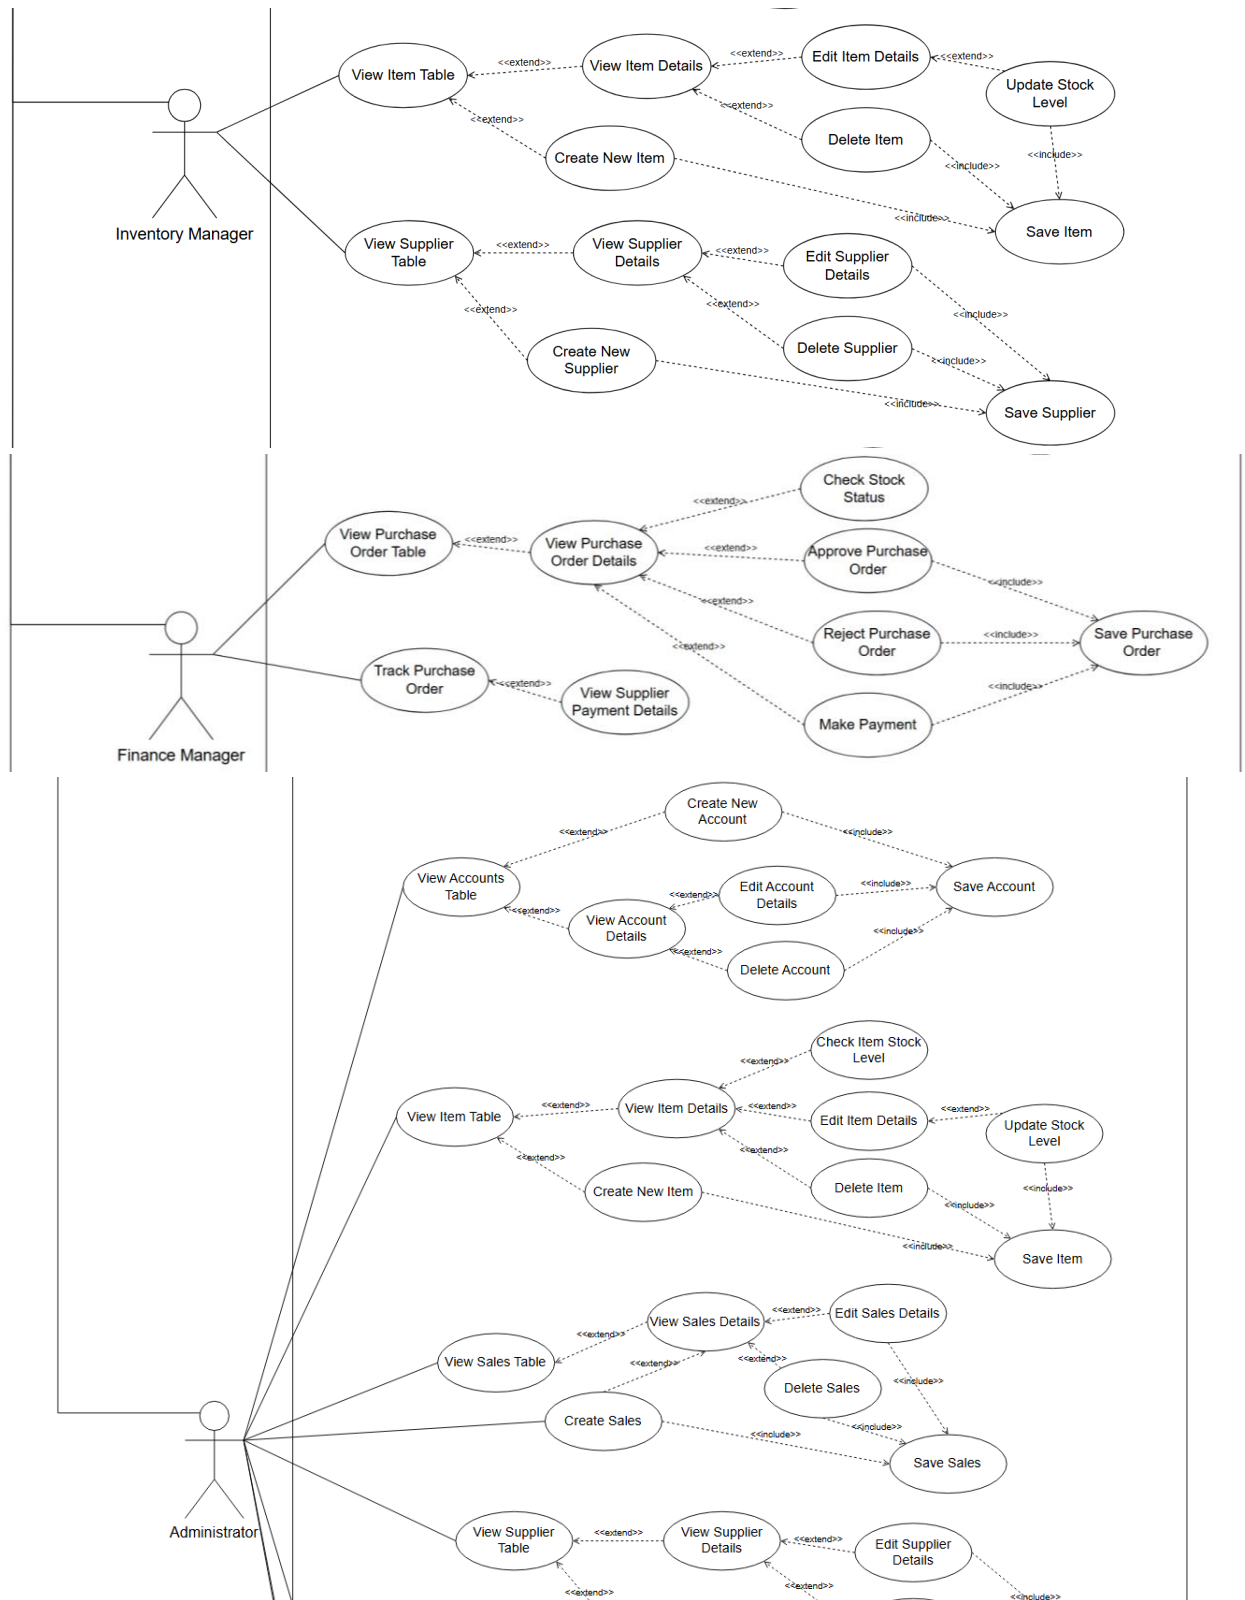 <<extend>>
Edit Item Details
<<extend>>
View Item Table
<<extend>>
View Item Details
Update Stock
Level
<<extend>>
<<extend>>
Delete Item
Create New Item
<<include>>
<<include>>
<<include>>
Save Item
Inventory Manager
View Supplier
Table
<<extend>>
View Supplier
Details
<<extend>>
Edit Supplier
Details
<<extend>>
<<extend>>
<<include>>
Create New
Supplier
Delete Supplier
<<include>>
<<include>>
Save Supplier
Check Stock
Status
<<extend>>
View Purchase
Order Table
<<extend>>
View Purchase
Order Details
<<extend>>
Approve Purchase
Order
<<include>>
<<extend>>
Reject Purchase
Order
<<include>>
Save Purchase
Order
<<extend>>
Track Purchase
Order
<<extend>>
View Supplier
Payment Details
<<include>>
Make Payment
Finance Manager
Create New
Account
<<extend>>
<<include>>
View Accounts
Table
<<extend>>
Edit Account
Details
<<include>>
Save Account
<<extend>>
View Account
Details
<<include>>
<<extend>>
Delete Account
Check Item Stock
Level
<<extend>>
View Item Table
<<extend>>
View Item Details
<<extend>>
Edit Item Details
<<extend>>
Update Stock
Level
<<extend>>
<<extend>>
Create New Item
Delete Item
<<include>>
<<include>>
<<include>>
Save Item
View Sales Details
<<extend>>
Edit Sales Details
<<extend>>
View Sales Table
<<extend>>
<<extend>>
Delete Sales
<<include>>
Create Sales
<<include>>
<<include>>
Save Sales
Administrator
View Supplier
Table
<<extend>>
View Supplier
Details
<<extend>>
Edit Supplier
Details
<<extend>>
<<extend>>
<<include>>